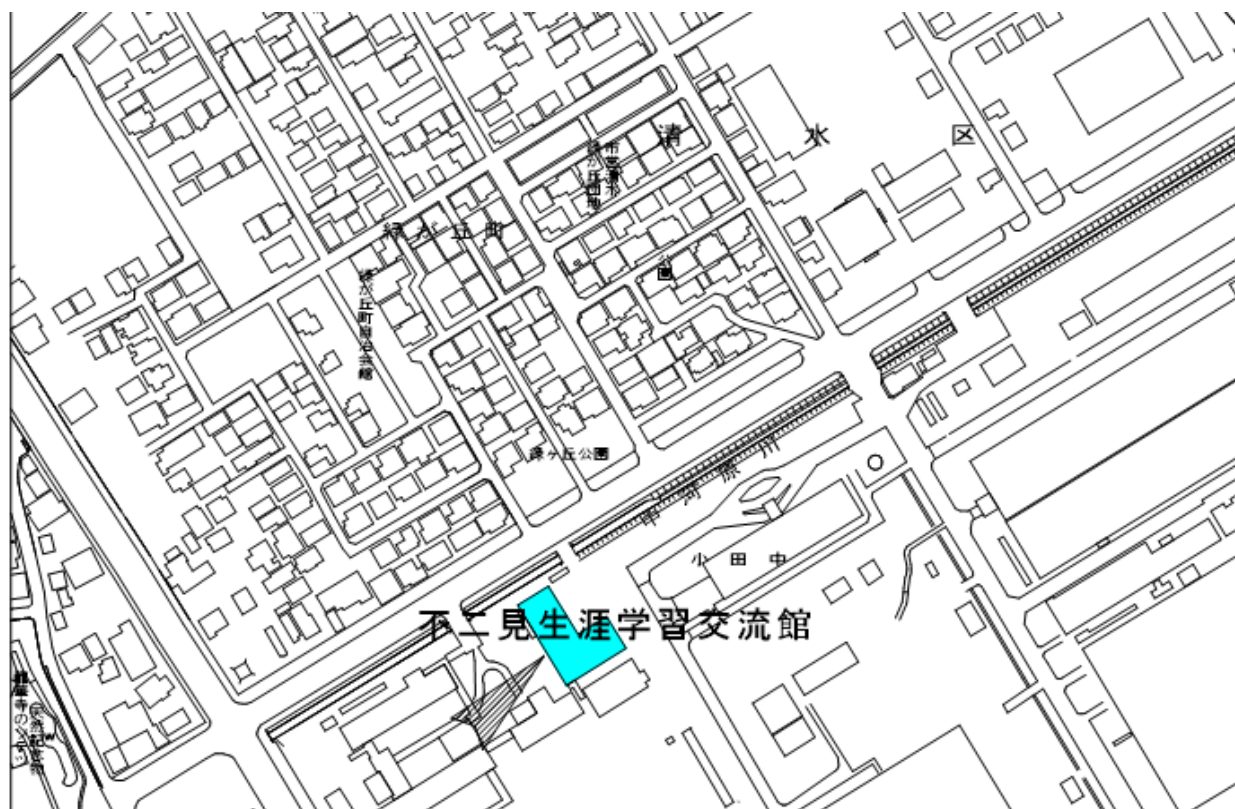 清水区
市営清水
緑が丘団地
緑が丘町
公園
緑が丘町自治会館
緑ヶ丘公園
小田中
不二見生涯学習交流館